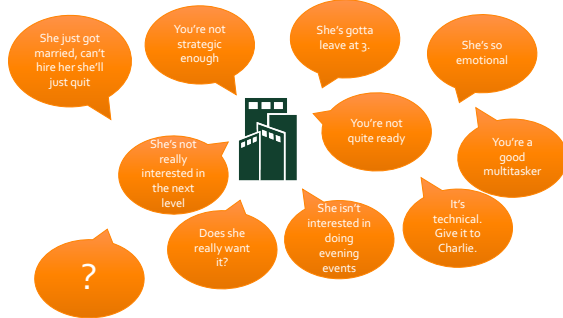 She just got
married, can't
hire her she'll
just quit
You're not
strategic
enough
She's gotta
leave at 3.
She's so
emotional
You're not
quite ready
She's not
really
interested in
the next
level
You're a
good
multitasker
Does she
really want
it?
She isn't
interested in
doing
evening
events
It's
technical.
Give it to
Charlie.
?